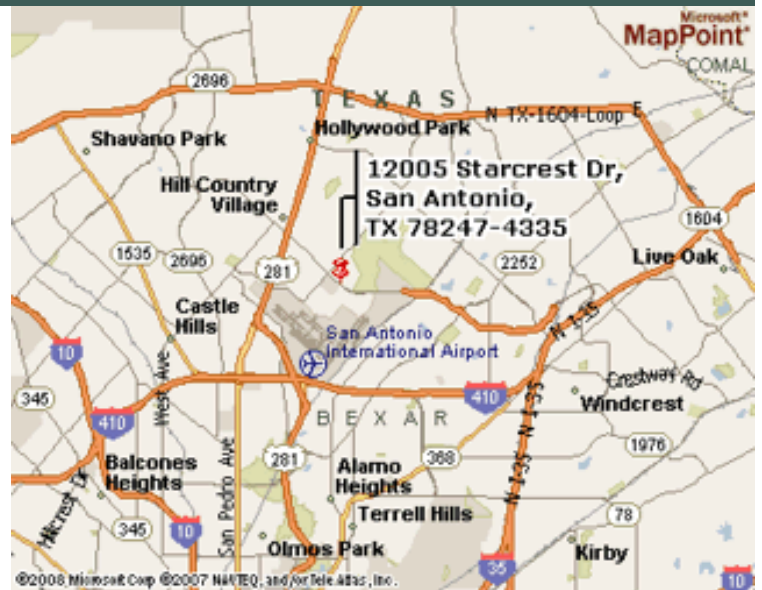 Microsoft®
MapPoint®
COMAL
2696
TEXAS
N TX-1604-Loop E
Hollywood Park
Shavano Park
12005 Starcrest Dr,
San Antonio,
TX 78247-4335
Hill Country
Village
1604
1535
2696
281
2252
Live Oak
Castle
Hills
N I-35
San Antonio
International Airport
10
West Ave
410
Crestway Rd
Windcrest
345
410
BEXAR
N I-35
1976
San Pedro Ave
281
368
Balcones
Heights
Alamo
Heights
Hillcrest Dr
N I-35
345
10
Terrell Hills
78
Olmos Park
Kirby
35
10
©2008 Microsoft Corp ©2007 NAVTEQ, and/or Tele Atlas, Inc.